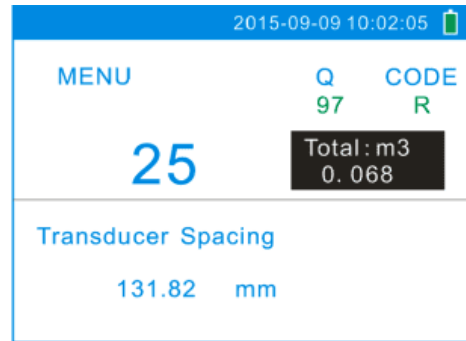 2015-09-09 10:02:05
MENU Q CODE
97 R
25
Total:m3
0.068
Transducer Spacing
131.82 mm